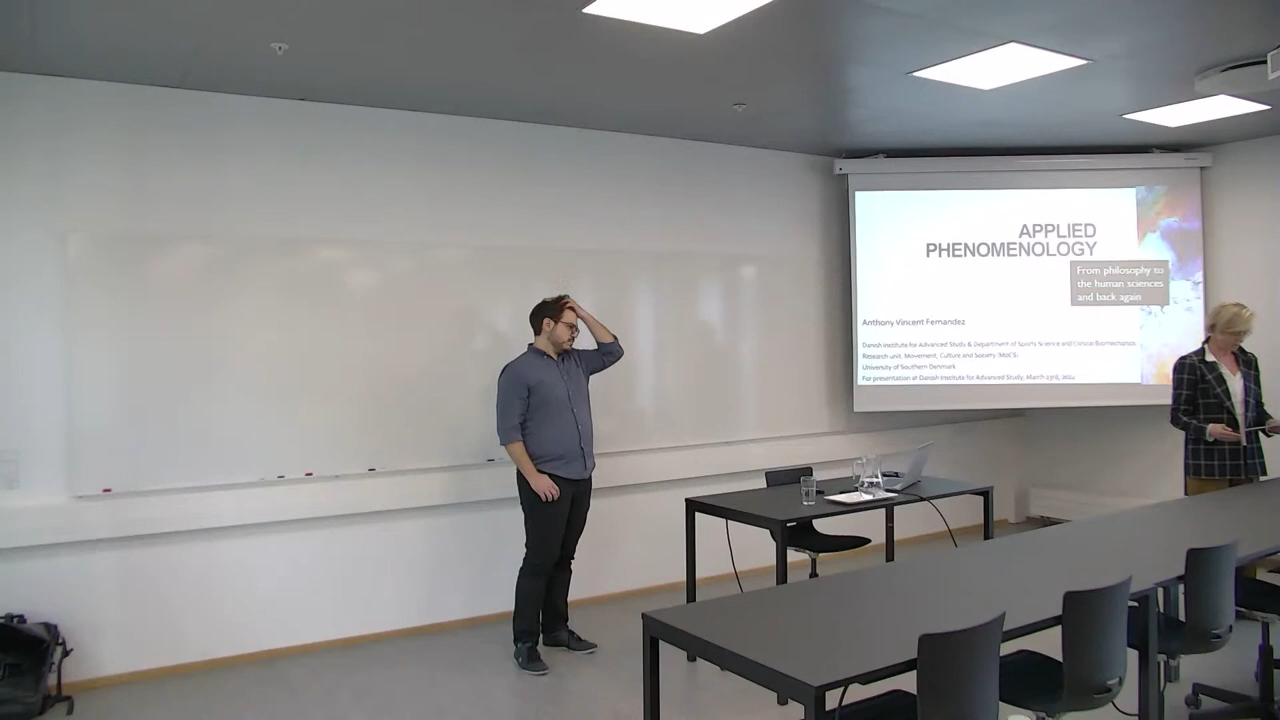 APPLIED
PHENOMENOLOGY
From philosophy to
the human sciences
and back again
Anthony Vincent Fernandez
Danish Institute for Advanced Study & Department of Sports Science and Clinical Biomechanics
Research unit, Movement, Culture and Society (MoCS)
University of Southern Denmark
For presentation at Danish Institute for Advanced Study, March 23rd,